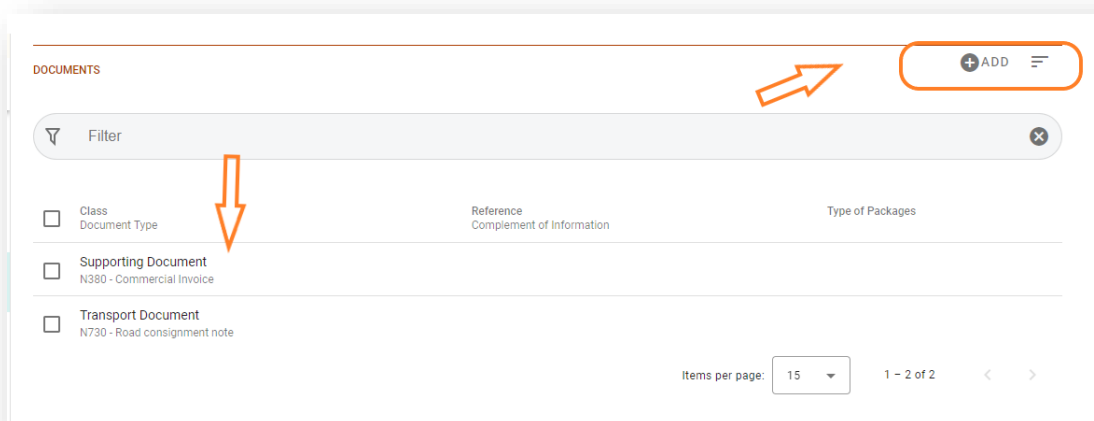 DOCUMENTS
ADD
Filter
Class Reference Type of Packages
Document Type Complement of Information
Supporting Document
N380 - Commercial Invoice
Transport Document
N730 - Road consignment note
Items per page: 15 1 – 2 of 2